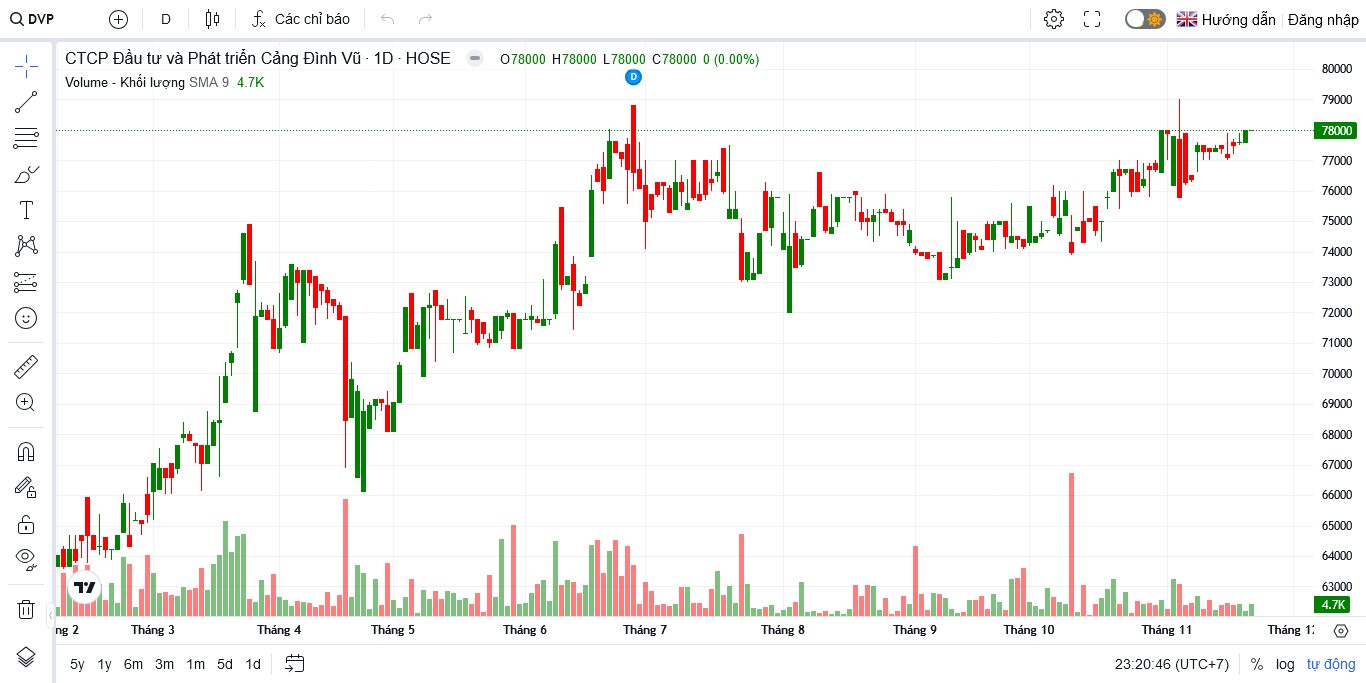 DVP
D
Các chỉ báo
Hướng dẫn
Đăng nhập
CTCP Đầu tư và Phát triển Cảng Đình Vũ · 1D · HOSE
O78000 H78000 L78000 C78000 0 (0.00%)
Volume - Khối lượng SMA 9 4.7K
D
80000
79000
78000
77000
76000
75000
74000
73000
72000
71000
70000
69000
68000
67000
66000
65000
64000
63000
4.7K
ng 2
Tháng 3
Tháng 4
Tháng 5
Tháng 6
Tháng 7
Tháng 8
Tháng 9
Tháng 10
Tháng 11
Tháng 12
5y 1y 6m 3m 1m 5d 1d
23:20:46 (UTC+7)
% log tự động